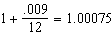 1 + .009/12 = 1.00075